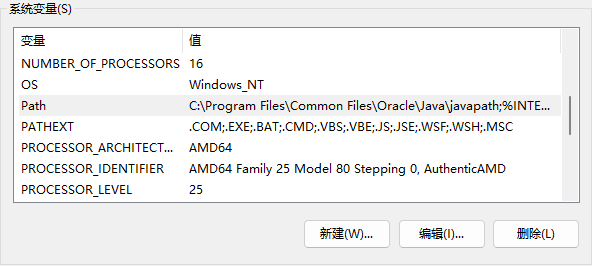 系统变量(S)
变量 值
NUMBER_OF_PROCESSORS 16
OS Windows_NT
Path C:\Program Files\Common Files\Oracle\Java\javapath;%INTE...
PATHEXT .COM;.EXE;.BAT;.CMD;.VBS;.VBE;.JS;.JSE;.WSF;.WSH;.MSC
PROCESSOR_ARCHITECT... AMD64
PROCESSOR_IDENTIFIER AMD64 Family 25 Model 80 Stepping 0, AuthenticAMD
PROCESSOR_LEVEL 25
新建(W)... 编辑(I)... 删除(L)